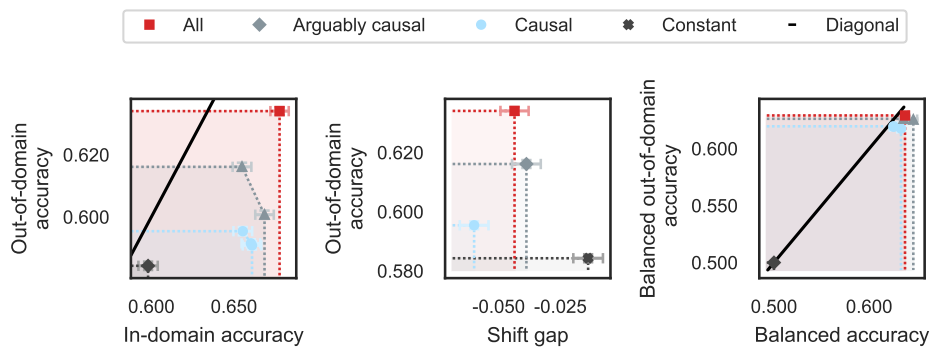 All Arguably causal Causal Constant Diagonal
Out-of-domain
accuracy
0.620
0.600
0.600 0.650
In-domain accuracy
Out-of-domain
accuracy
0.620
0.600
0.580
-0.050 -0.025
Shift gap
Balanced out-of-domain
accuracy
0.600
0.550
0.500
0.500 0.600
Balanced accuracy